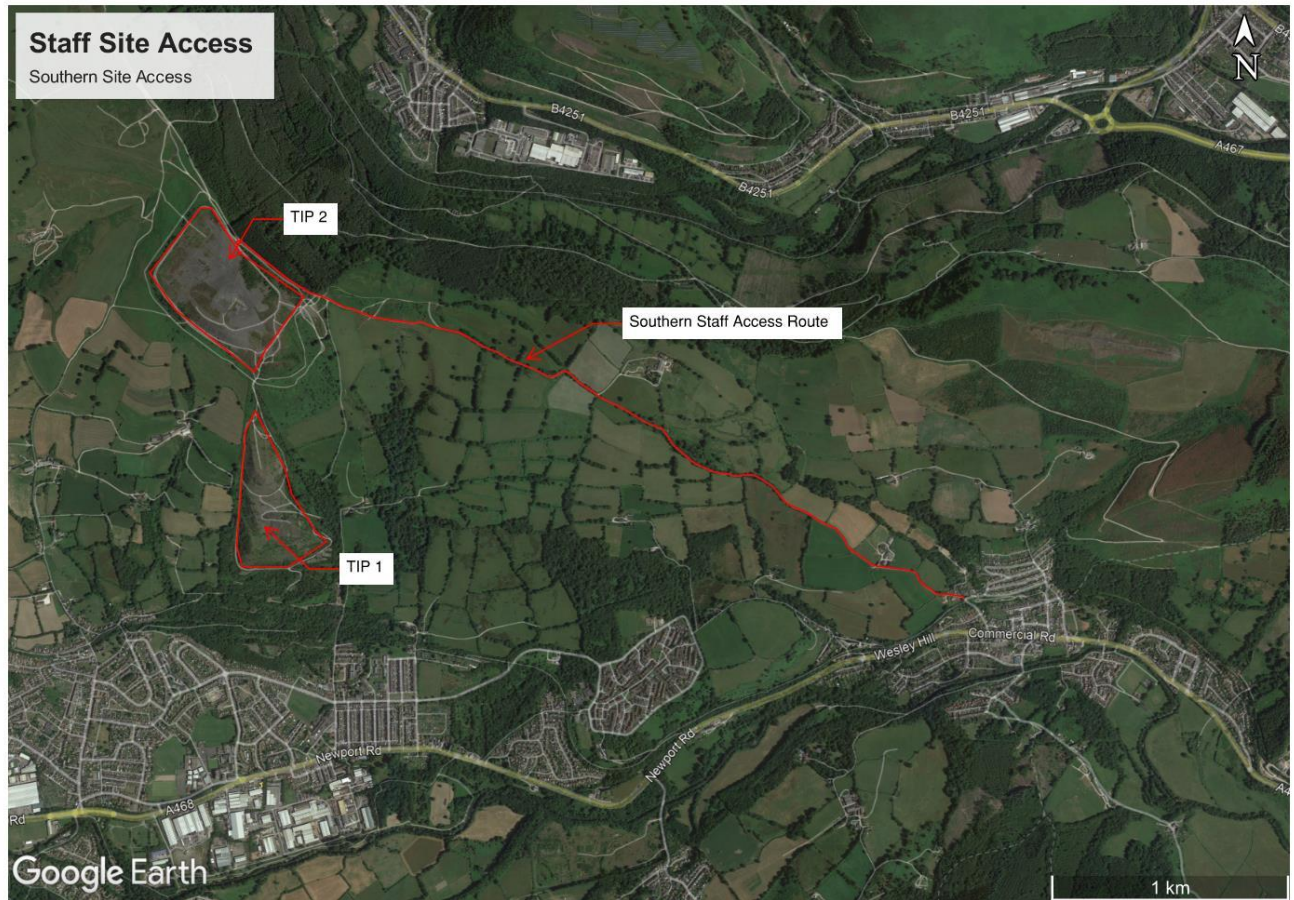 Staff Site Access
Southern Site Access
N
B4251
B4251
A467
B4251
TIP 2
Southern Staff Access Route
TIP 1
Wesley Hill
Commercial Rd
Newport Rd
Newport Rd
A468
Rd
Google Earth
1 km